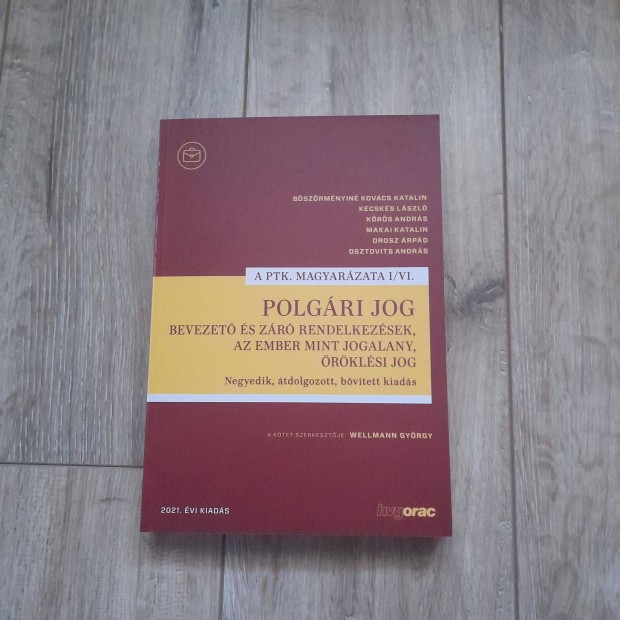 BÖSZÖRMÉNYINÉ KOVÁCS KATALIN
KECSKÉS LÁSZLÓ
KŐRÖS ANDRÁS
MAKAI KATALIN
OROSZ ÁRPÁD
OSZTOVITS ANDRÁS
A PTK. MAGYARÁZATA I/VI.
POLGÁRI JOG
BEVEZETŐ ÉS ZÁRÓ RENDELKEZÉSEK,
AZ EMBER MINT JOGALANY,
ÖRÖKLÉSI JOG
Negyedik, átdolgozott, bővített kiadás
A KÖTET SZERKESZTŐJE: WELLMANN GYÖRGY
2021. ÉVI KIADÁS
hvgorac